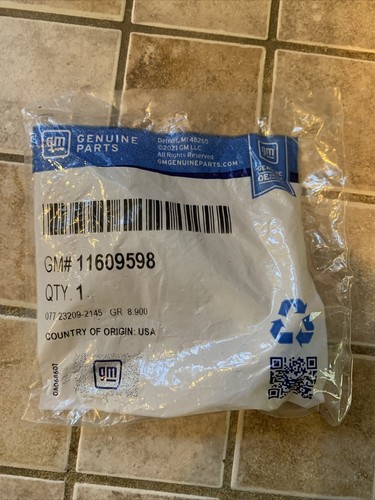 gm
GENUINE
PARTS
Detroit, MI 48265
©2021 GM LLC
All Rights Reserved
GMGENUINEPARTS.COM
gm
GM# 11609598
QTY. 1
077 23209-2145 GR 8.900
COUNTRY OF ORIGIN: USA
gm